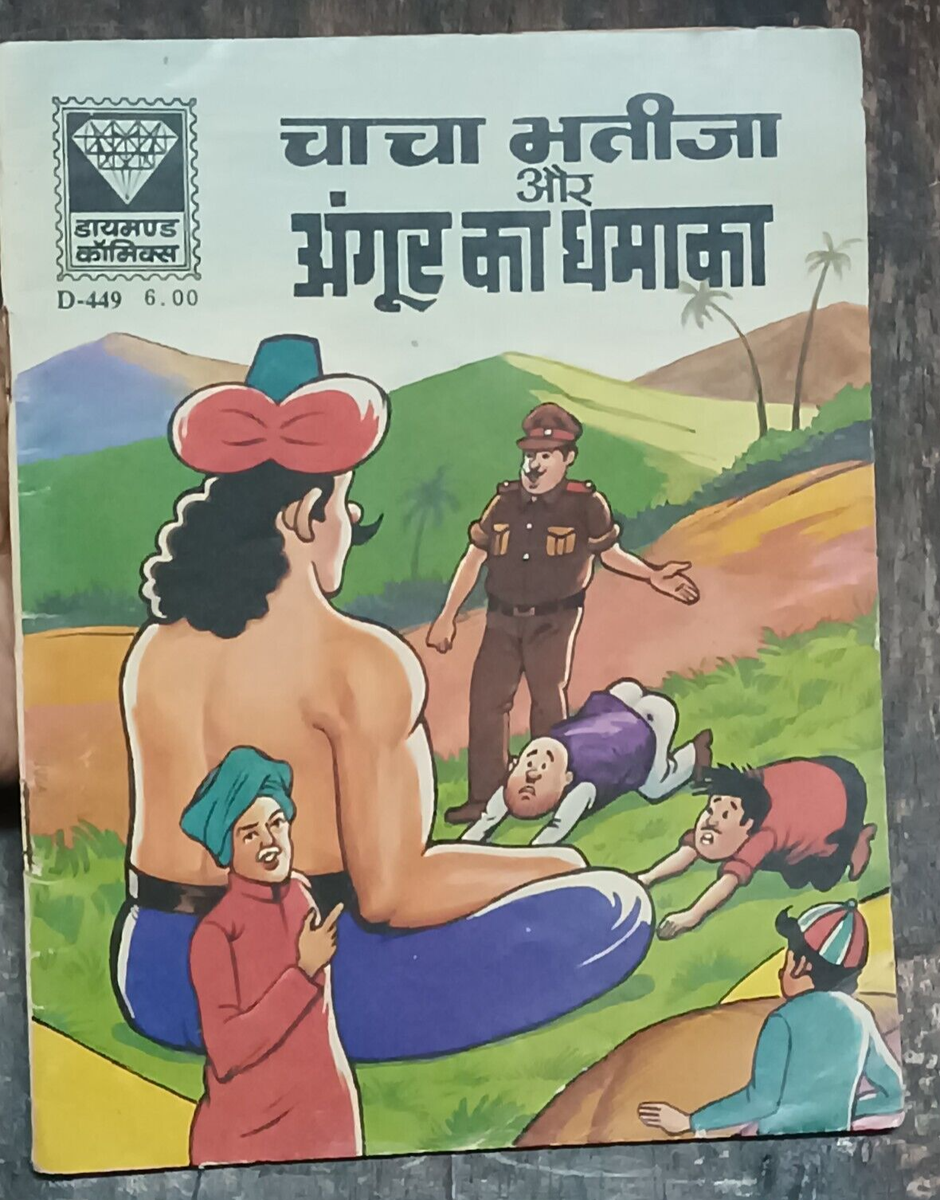 चाचा भतीजा
और
अंगूर का धमाका
डायमण्ड
कॉमिक्स
D-449 6.00